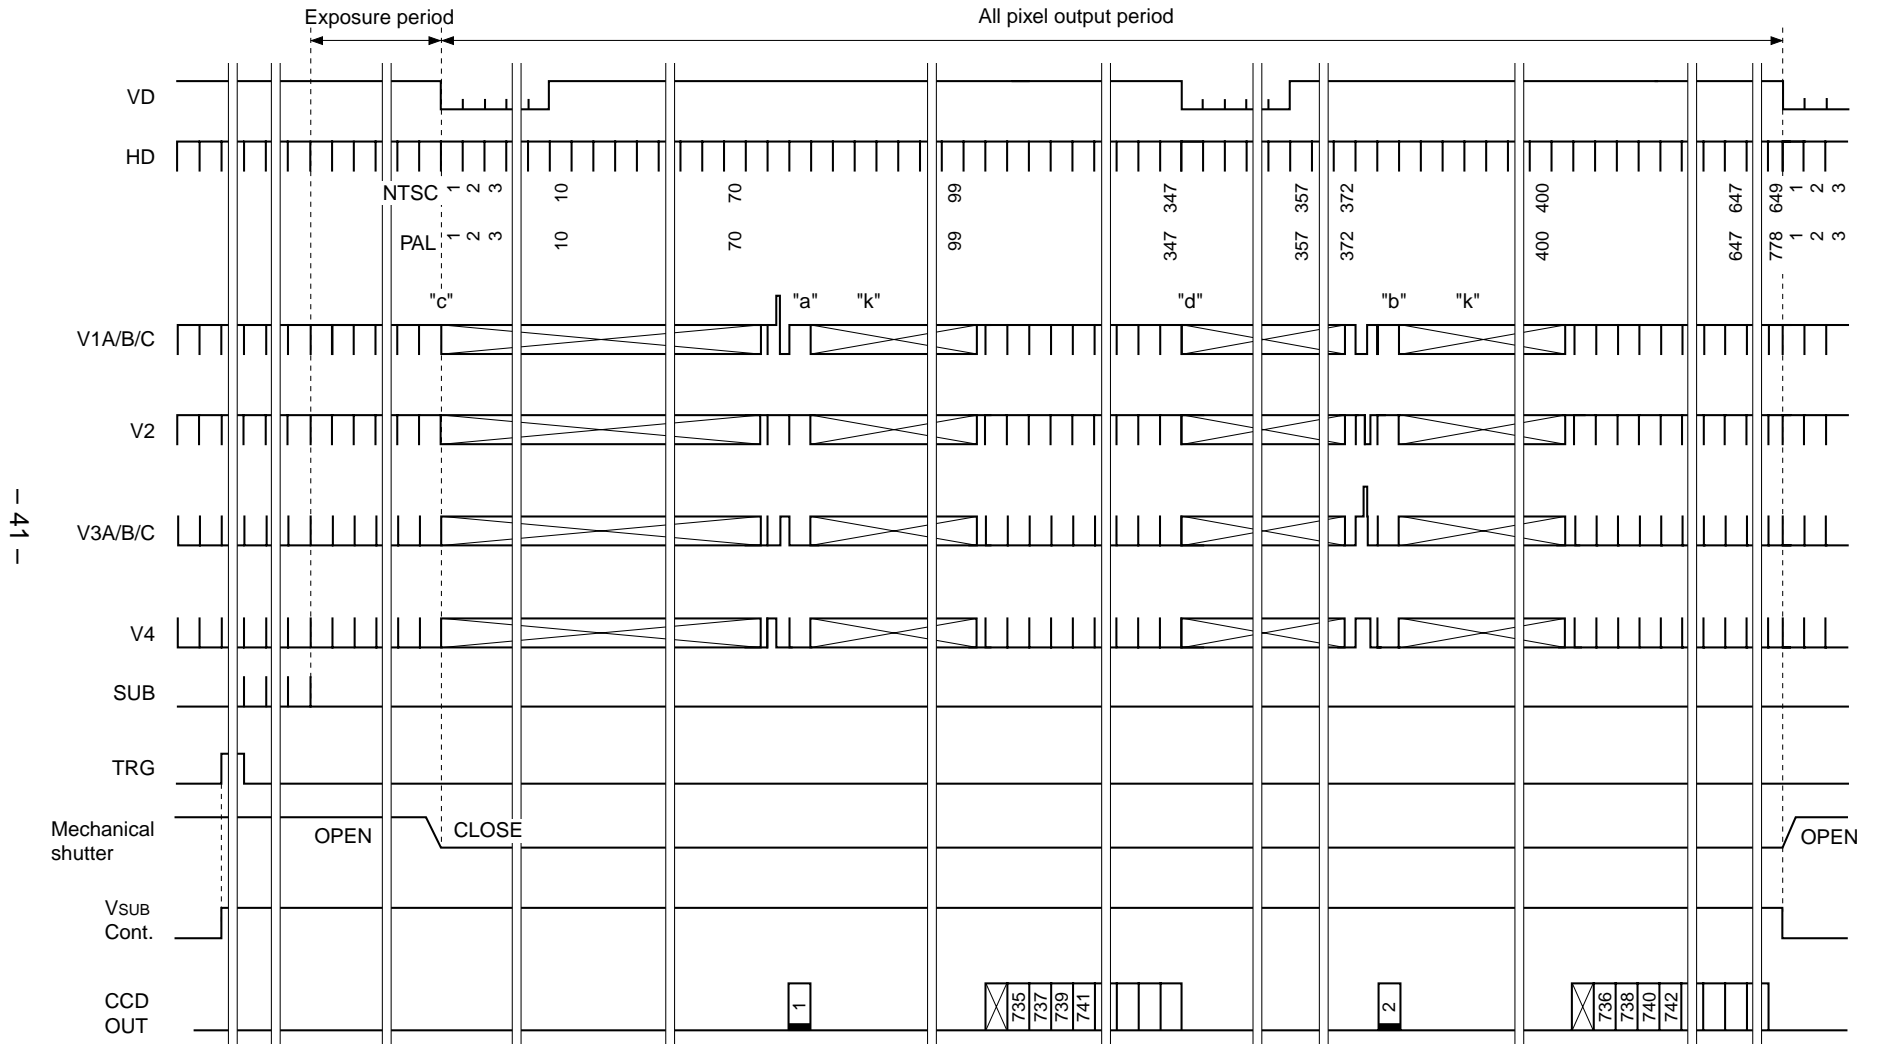 Exposure period
All pixel output period
VD
HD
NTSC 1 2 3 10 70 99 347 357 372 400 647 649 1 2 3
PAL 1 2 3 10 70 99 347 357 372 400 647 778 1 2 3
"c" "a" "k" "d" "b" "k"
V1A/B/C
V2
V3A/B/C
– 41 –
V4
SUB
TRG
Mechanical
shutter
OPEN CLOSE OPEN
VSUB
Cont.
CCD
OUT
1 735 737 739 741 2 736 738 740 742